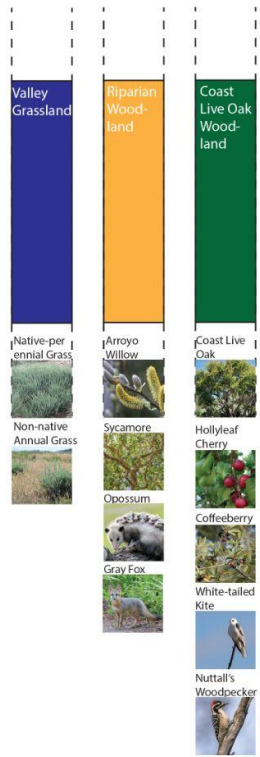 Valley
Grassland
Native-per
ennial Grass
Non-native
Annual Grass
Riparian
Wood-
land
Arroyo
Willow
Sycamore
Opossum
Gray Fox
Coast
Live Oak
Wood-
land
Coast Live
Oak
Hollyleaf
Cherry
Coffeeberry
White-tailed
Kite
Nuttall's
Woodpecker